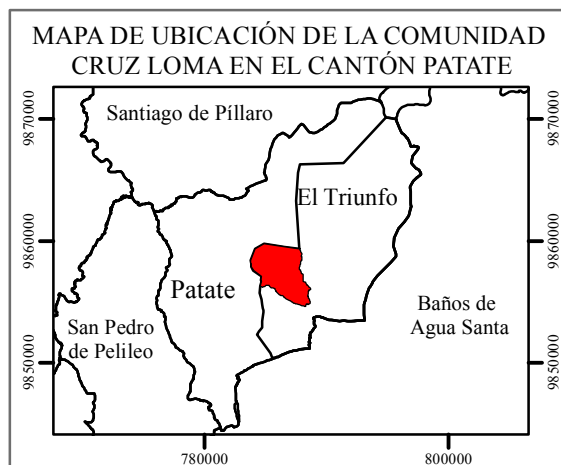 MAPA DE UBICACIÓN DE LA COMUNIDAD
CRUZ LOMA EN EL CANTÓN PATATE
Santiago de Píllaro
El Triunfo
Patate
San Pedro
de Pelileo
Baños de
Agua Santa
9870000
9860000
9850000
9870000
9860000
9850000
780000
800000